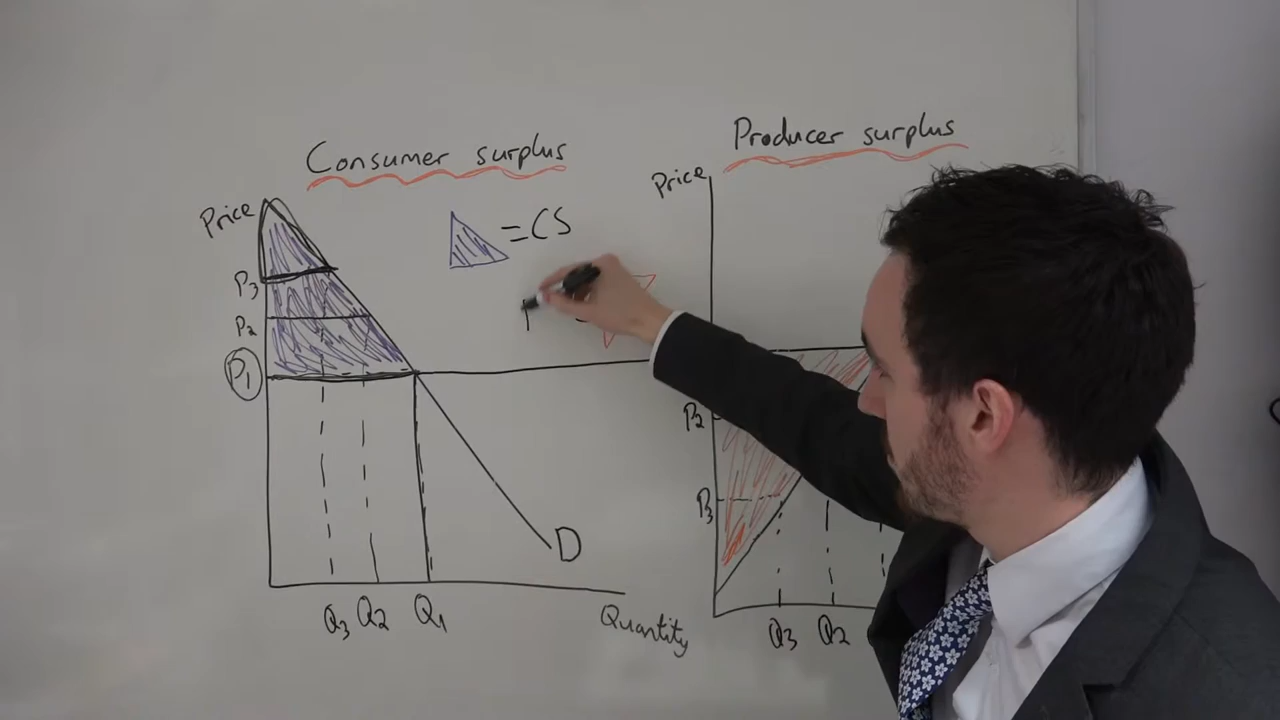 Consumer surplus
Price
= CS
P3
P2
P1
D
Q3 Q2 Q1
Quantity
Producer surplus
Price
P2
P3
Q3 Q2